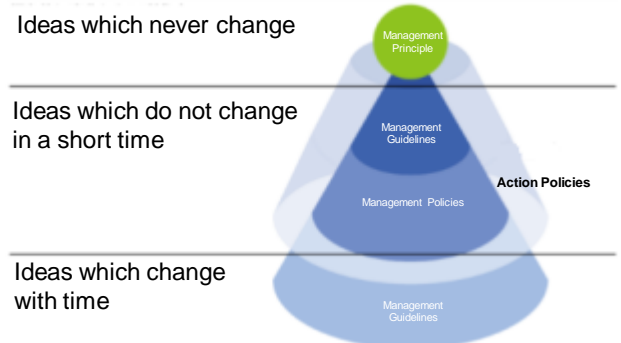 Ideas which never change
Management
Principle
Ideas which do not change
in a short time
Management
Guidelines
Action Policies
Management Policies
Ideas which change
with time
Management
Guidelines